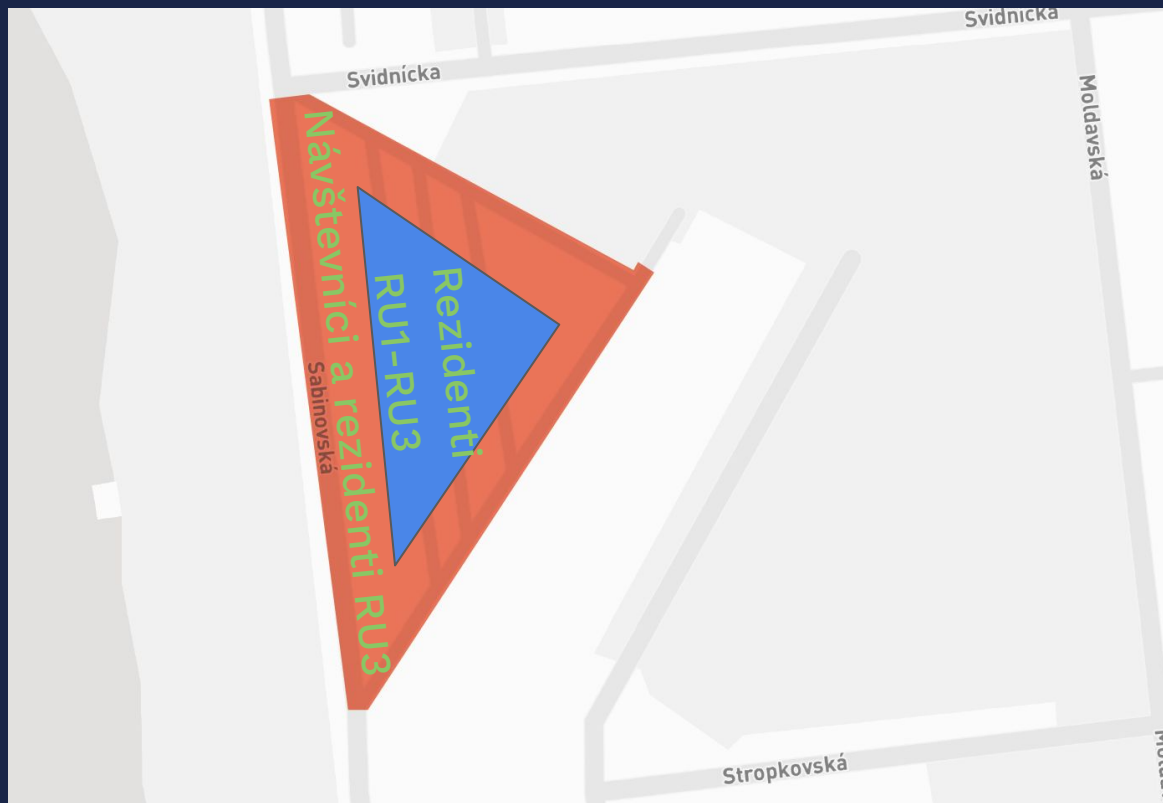 Svidnícka
Svidnícka
Moldavská
Návštevníci a rezidenti RU3
Rezidenti
RU1-RU3
Sabinovská
Stropkovská